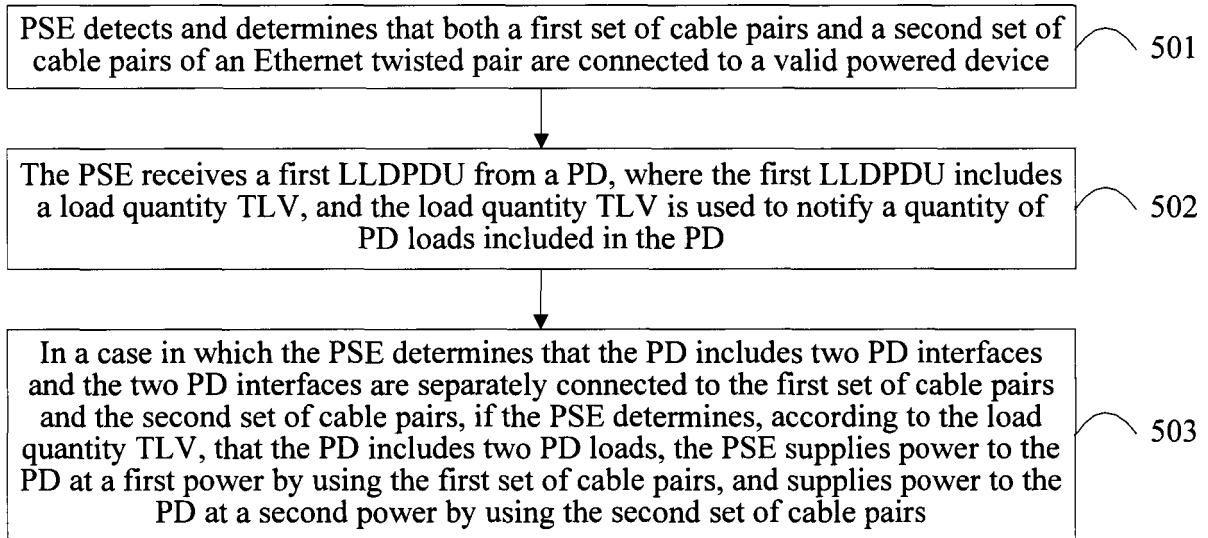 PSE detects and determines that both a first set of cable pairs and a second set of
cable pairs of an Ethernet twisted pair are connected to a valid powered device
501
The PSE receives a first LLDPDU from a PD, where the first LLDPDU includes
a load quantity TLV, and the load quantity TLV is used to notify a quantity of
PD loads included in the PD
502
In a case in which the PSE determines that the PD includes two PD interfaces
and the two PD interfaces are separately connected to the first set of cable pairs
and the second set of cable pairs, if the PSE determines, according to the load
quantity TLV, that the PD includes two PD loads, the PSE supplies power to the
PD at a first power by using the first set of cable pairs, and supplies power to the
PD at a second power by using the second set of cable pairs
503